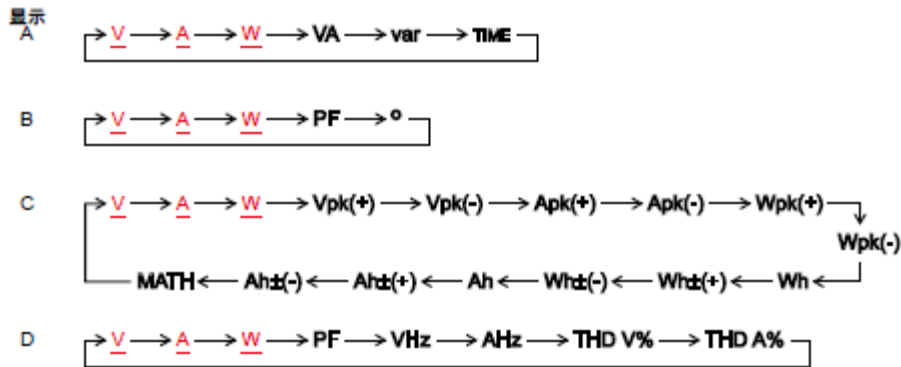 显示
A V A W VA var TIME
B V A W PF °
C V A W Vpk(+) Vpk(-) Apk(+) Apk(-) Wpk(+)
Wpk(-)
MATH Ah±(-) Ah±(+) Ah Wh±(-) Wh±(+) Wh
D V A W PF VHz AHz THD V% THD A%